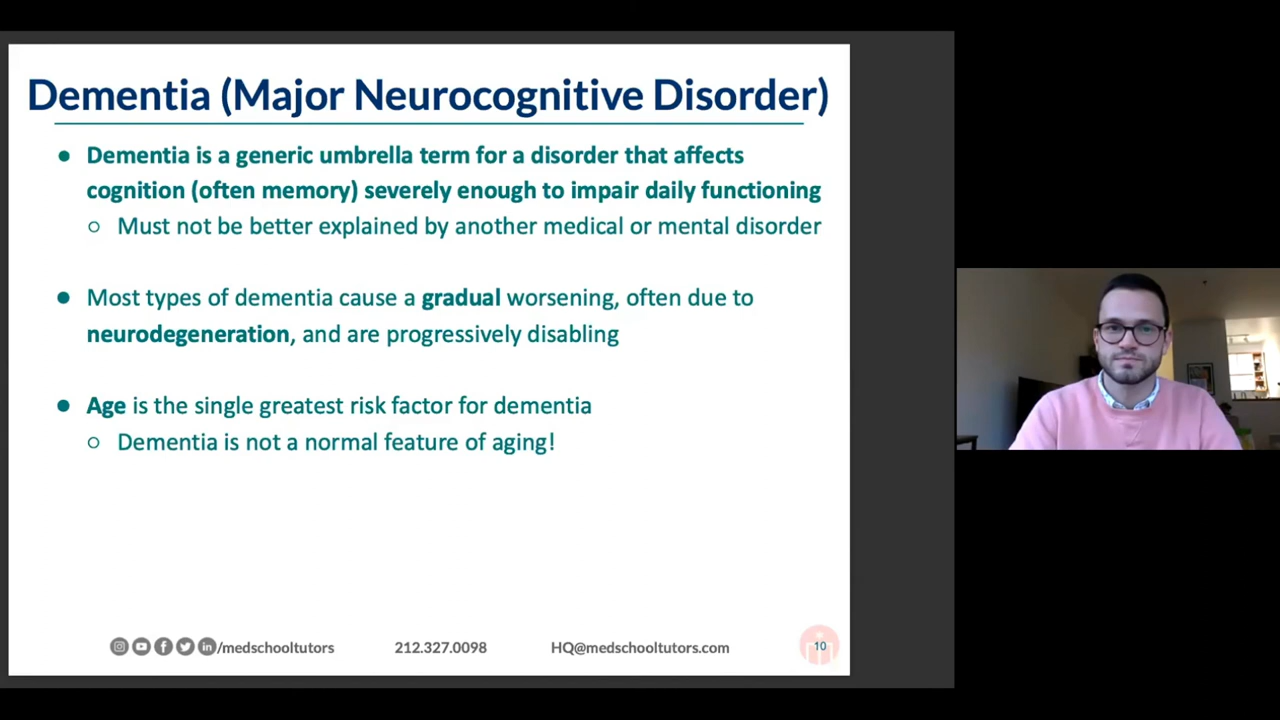 Dementia (Major Neurocognitive Disorder)
● Dementia is a generic umbrella term for a disorder that affects
cognition (often memory) severely enough to impair daily functioning
○ Must not be better explained by another medical or mental disorder
● Most types of dementia cause a gradual worsening, often due to
neurodegeneration, and are progressively disabling
● Age is the single greatest risk factor for dementia
○ Dementia is not a normal feature of aging!
/medschooltutors 212.327.0098 HQ@medschooltutors.com 10